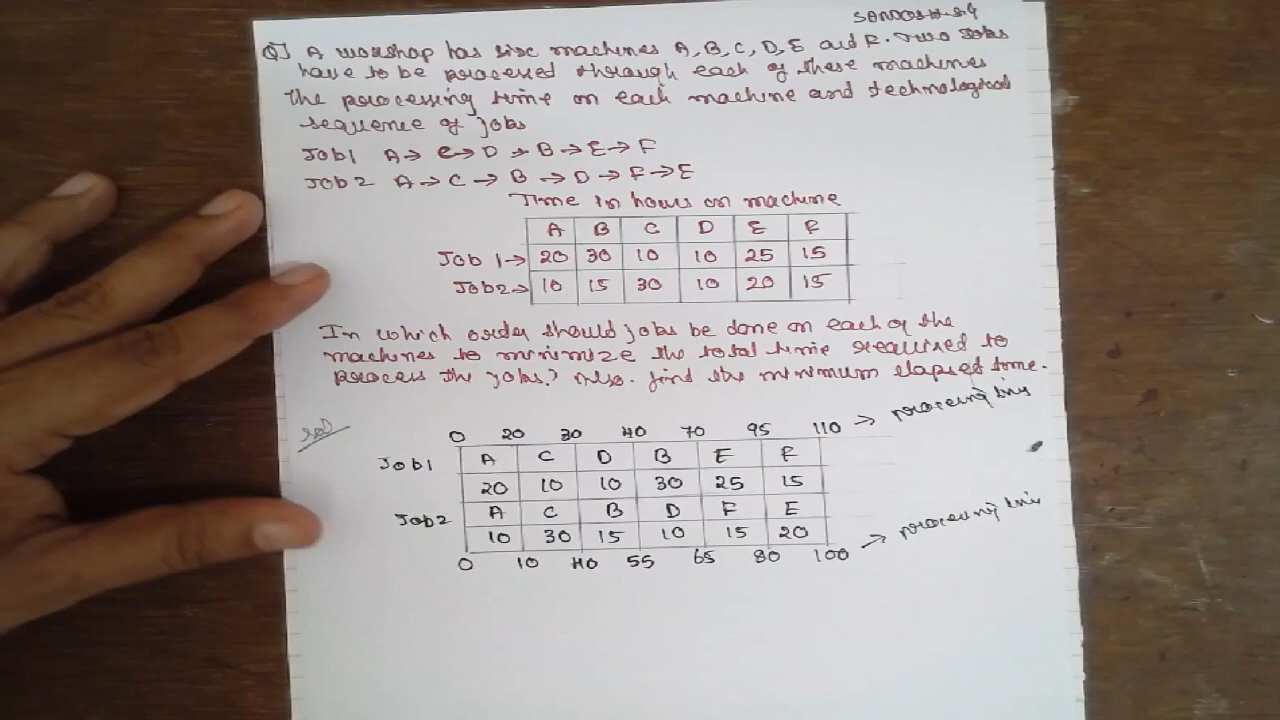 SANTOSH.S.G
Q] A worshap has sixc machines A, B, C, D, E and F. Two Jobs
have to be processed through each of these machines
The processing time on each machine and technological
sequence of jobs
JOB1 A→ C→ D → B → E → F
JOB2 A → C → B → D → F → E
Time In hours on machine
A B C D E F
Job 1→ 20 30 10 10 25 15
Job2→ 10 15 30 10 20 15
In which order should jobs be done on each of the
machines to minimize the total time required to
process the jobs? Also. find the minimum elapsed time.
Sol
0 20 30 40 70 95 110 → processing time
Job1 A C D B E F
20 10 10 30 25 15
Job2 A C B D F E
10 30 15 10 15 20
0 10 40 55 65 80 100 → processing time